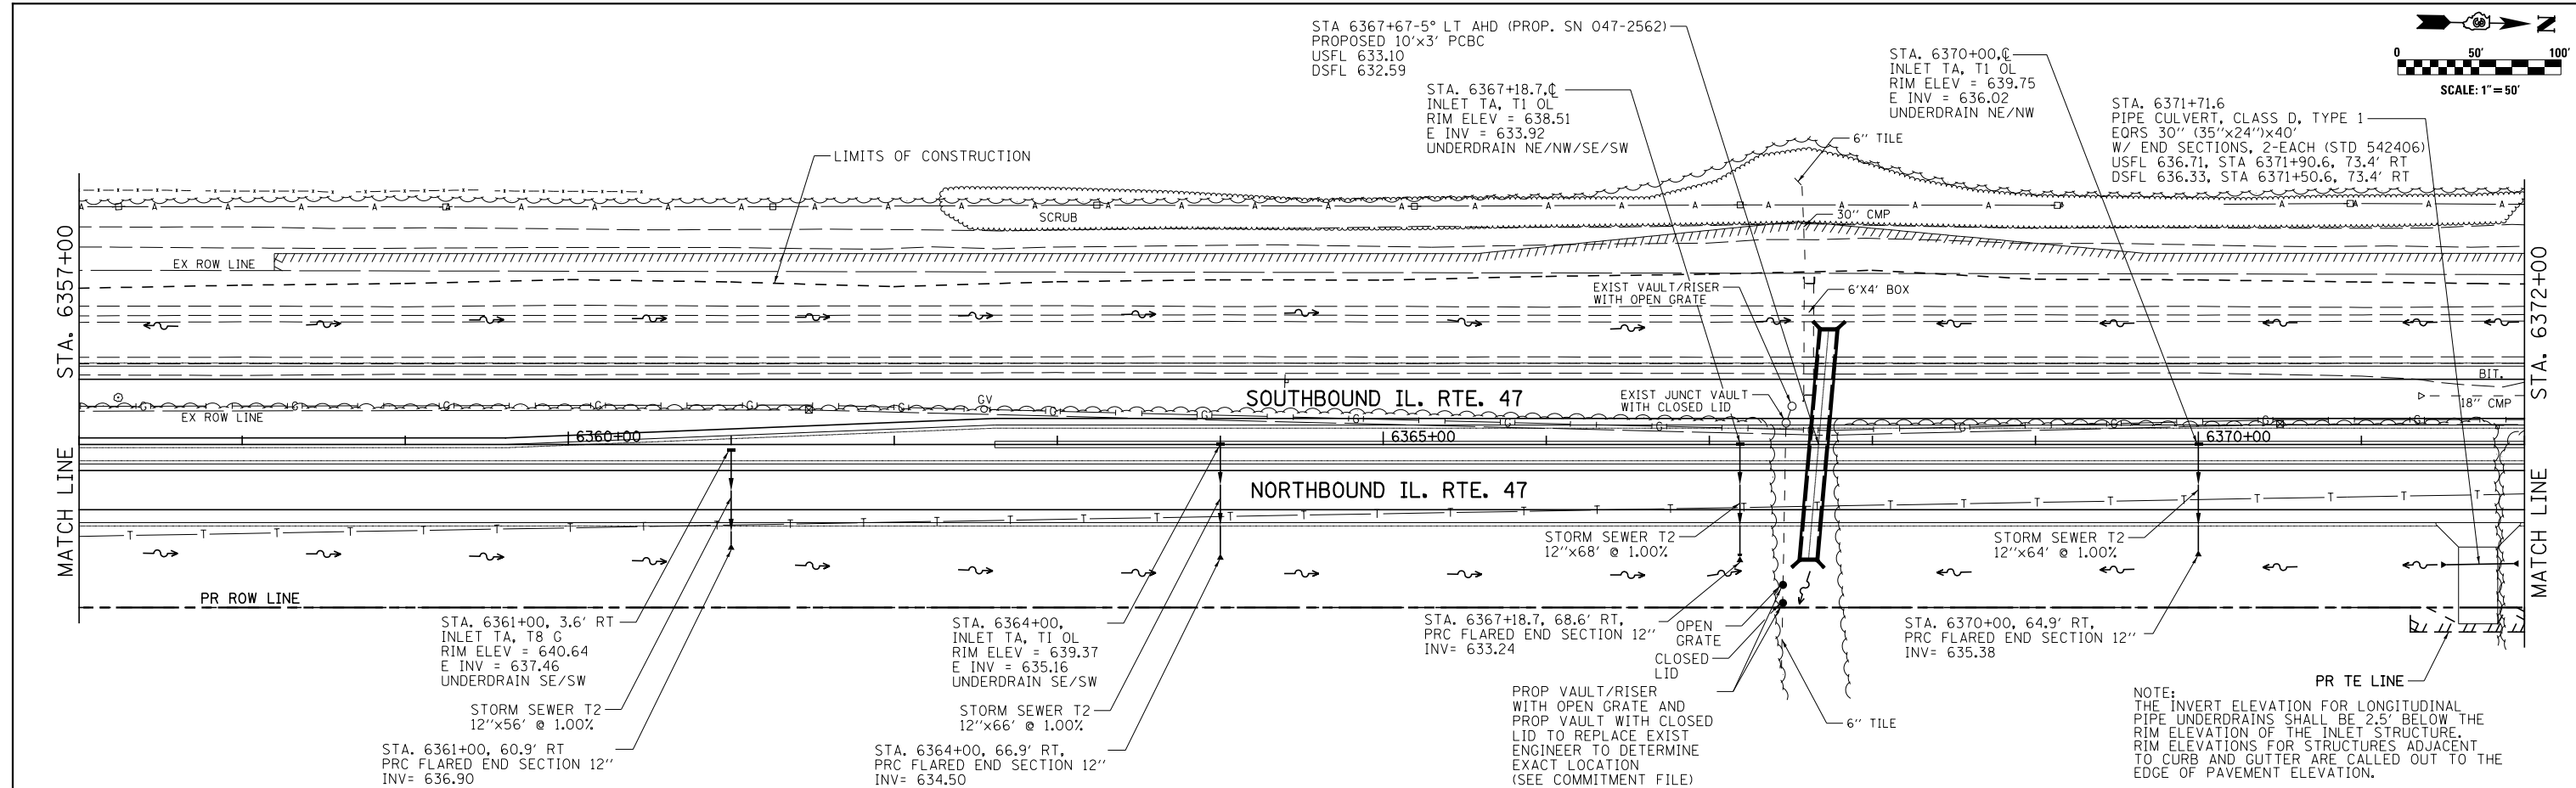 STA 6367+67-5° LT AHD (PROP. SN 047-2562)
PROPOSED 10'x3' PCBC
USFL 633.10
DSFL 632.59
STA. 6367+18.7,℄
INLET TA, T1 OL
RIM ELEV = 638.51
E INV = 633.92
UNDERDRAIN NE/NW/SE/SW
STA. 6370+00,℄
INLET TA, T1 OL
RIM ELEV = 639.75
E INV = 636.02
UNDERDRAIN NE/NW
N
0 50' 100'
SCALE: 1"=50'
STA. 6371+71.6
PIPE CULVERT, CLASS D, TYPE 1
EQRS 30" (35"x24")x40'
W/ END SECTIONS, 2-EACH (STD 542406)
USFL 636.71, STA 6371+90.6, 73.4' RT
DSFL 636.33, STA 6371+50.6, 73.4' RT
LIMITS OF CONSTRUCTION
6" TILE
SCRUB
30" CMP
EX ROW LINE
EXIST VAULT/RISER
WITH OPEN GRATE
6'X4' BOX
STA. 6357+00
STA. 6372+00
BIT.
SOUTHBOUND IL. RTE. 47
EXIST JUNCT VAULT
WITH CLOSED LID
18" CMP
GV
EX ROW LINE
6360+00
6365+00
6370+00
MATCH LINE
MATCH LINE
NORTHBOUND IL. RTE. 47
STORM SEWER T2
12"x68' @ 1.00%
STORM SEWER T2
12"x64' @ 1.00%
PR ROW LINE
STA. 6361+00, 3.6' RT
INLET TA, T8 G
RIM ELEV = 640.64
E INV = 637.46
UNDERDRAIN SE/SW
STA. 6364+00,
INLET TA, T1 OL
RIM ELEV = 639.37
E INV = 635.16
UNDERDRAIN SE/SW
STA. 6367+18.7, 68.6' RT,
PRC FLARED END SECTION 12"
INV= 633.24
OPEN
GRATE
CLOSED
LID
STA. 6370+00, 64.9' RT,
PRC FLARED END SECTION 12"
INV= 635.38
STORM SEWER T2
12"x56' @ 1.00%
STORM SEWER T2
12"x66' @ 1.00%
STA. 6361+00, 60.9' RT
PRC FLARED END SECTION 12"
INV= 636.90
STA. 6364+00, 66.9' RT,
PRC FLARED END SECTION 12"
INV= 634.50
PROP VAULT/RISER
WITH OPEN GRATE AND
PROP VAULT WITH CLOSED
LID TO REPLACE EXIST
ENGINEER TO DETERMINE
EXACT LOCATION
(SEE COMMITMENT FILE)
6" TILE
PR TE LINE
NOTE:
THE INVERT ELEVATION FOR LONGITUDINAL
PIPE UNDERDRAINS SHALL BE 2.5' BELOW THE
RIM ELEVATION OF THE INLET STRUCTURE.
RIM ELEVATIONS FOR STRUCTURES ADJACENT
TO CURB AND GUTTER ARE CALLED OUT TO THE
EDGE OF PAVEMENT ELEVATION.